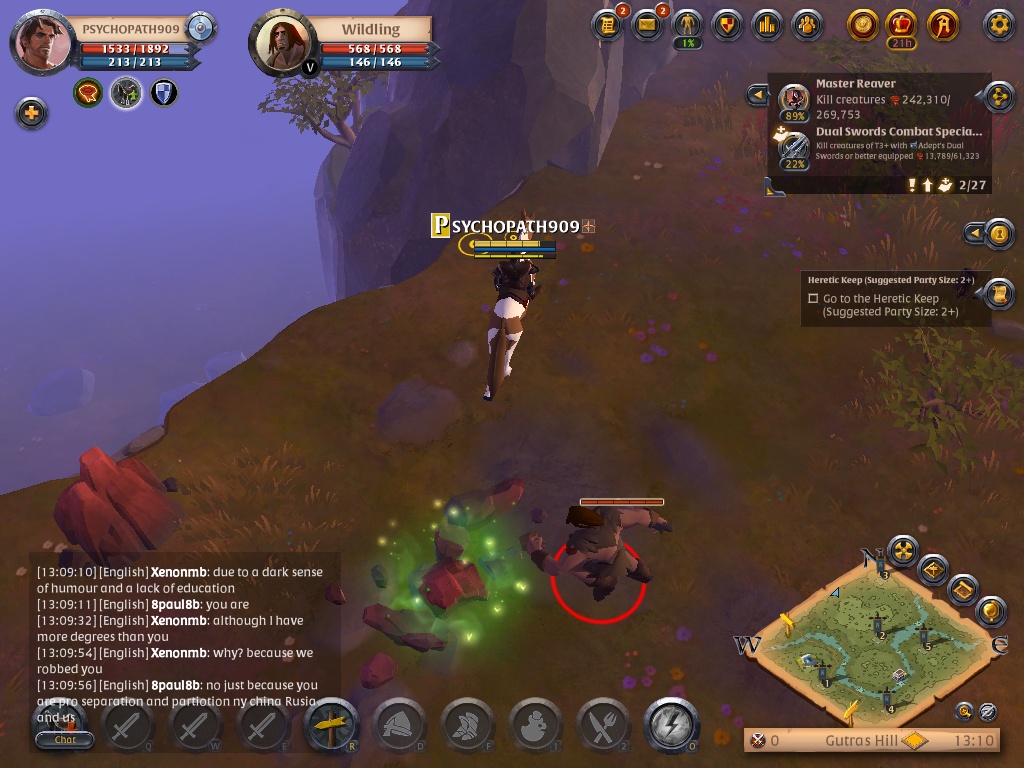 PSYCHOPATH909
1533 / 1892
213 / 213
Wildling
568 / 568
146 / 146
V
2
2
1%
21h
Master Reaver
Kill creatures 242,310/
269,753
89%
Dual Swords Combat Specia...
Kill creatures of T3+ with Adept's Dual
Swords or better equipped 13,789/61,323
22%
2/27
Heretic Keep (Suggested Party Size: 2+)
Go to the Heretic Keep
(Suggested Party Size: 2+)
PSYCHOPATH909
[13:09:10] [English] Xenonmb: due to a dark sense
of humour and a lack of education
[13:09:11] [English] 8paul8b: you are
[13:09:32] [English] Xenonmb: although I have
more degrees than you
[13:09:54] [English] Xenonmb: why? because we
robbed you
[13:09:56] [English] 8paul8b: no just because you
are pro separation and partiotion ny china Rusia
and us
Chat
Q
W
E
R
D
F
1
2
O
N
W
E
3
2
5
1
4
0
Gutras Hill
13:10